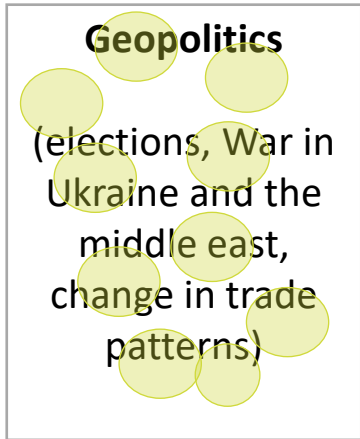 Geopolitics
(elections, War in
Ukraine and the
middle east,
change in trade
patterns)